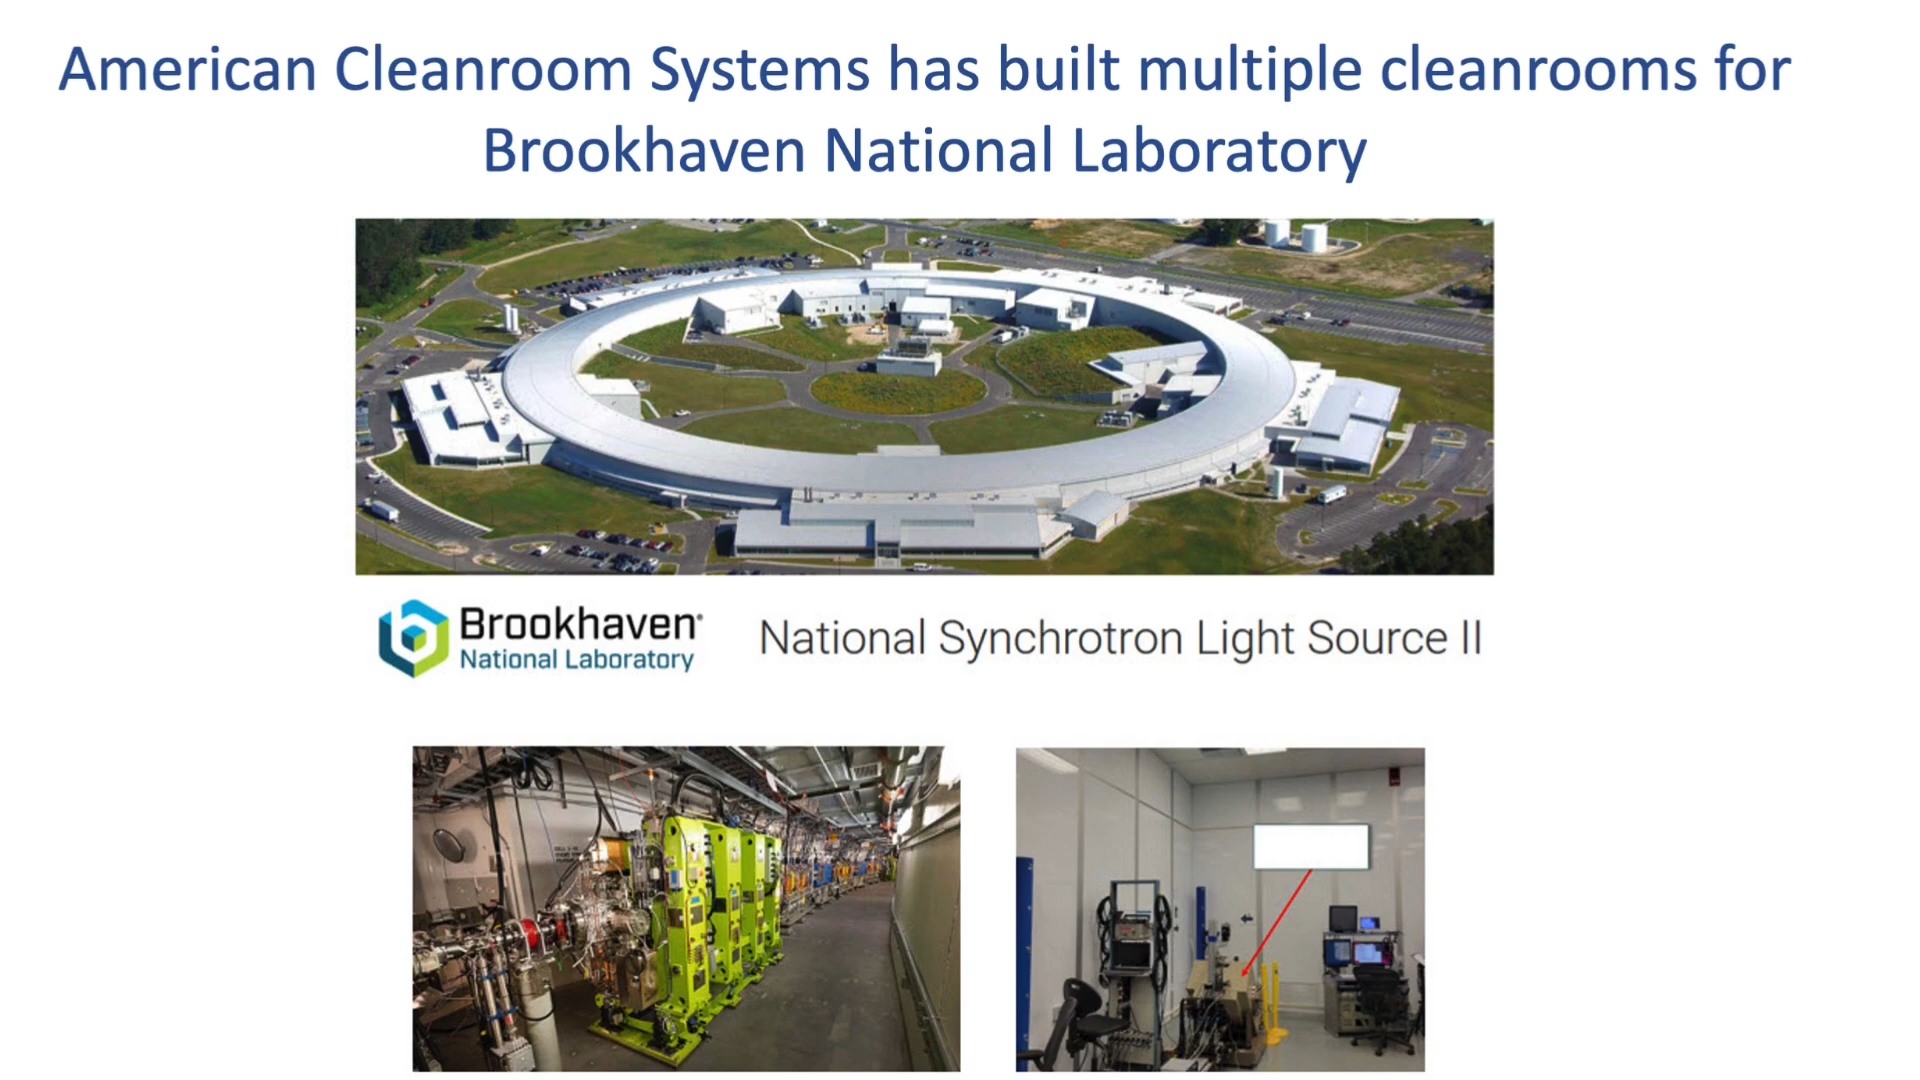 American Cleanroom Systems has built multiple cleanrooms for
Brookhaven National Laboratory
Brookhaven®
National Laboratory
National Synchrotron Light Source II